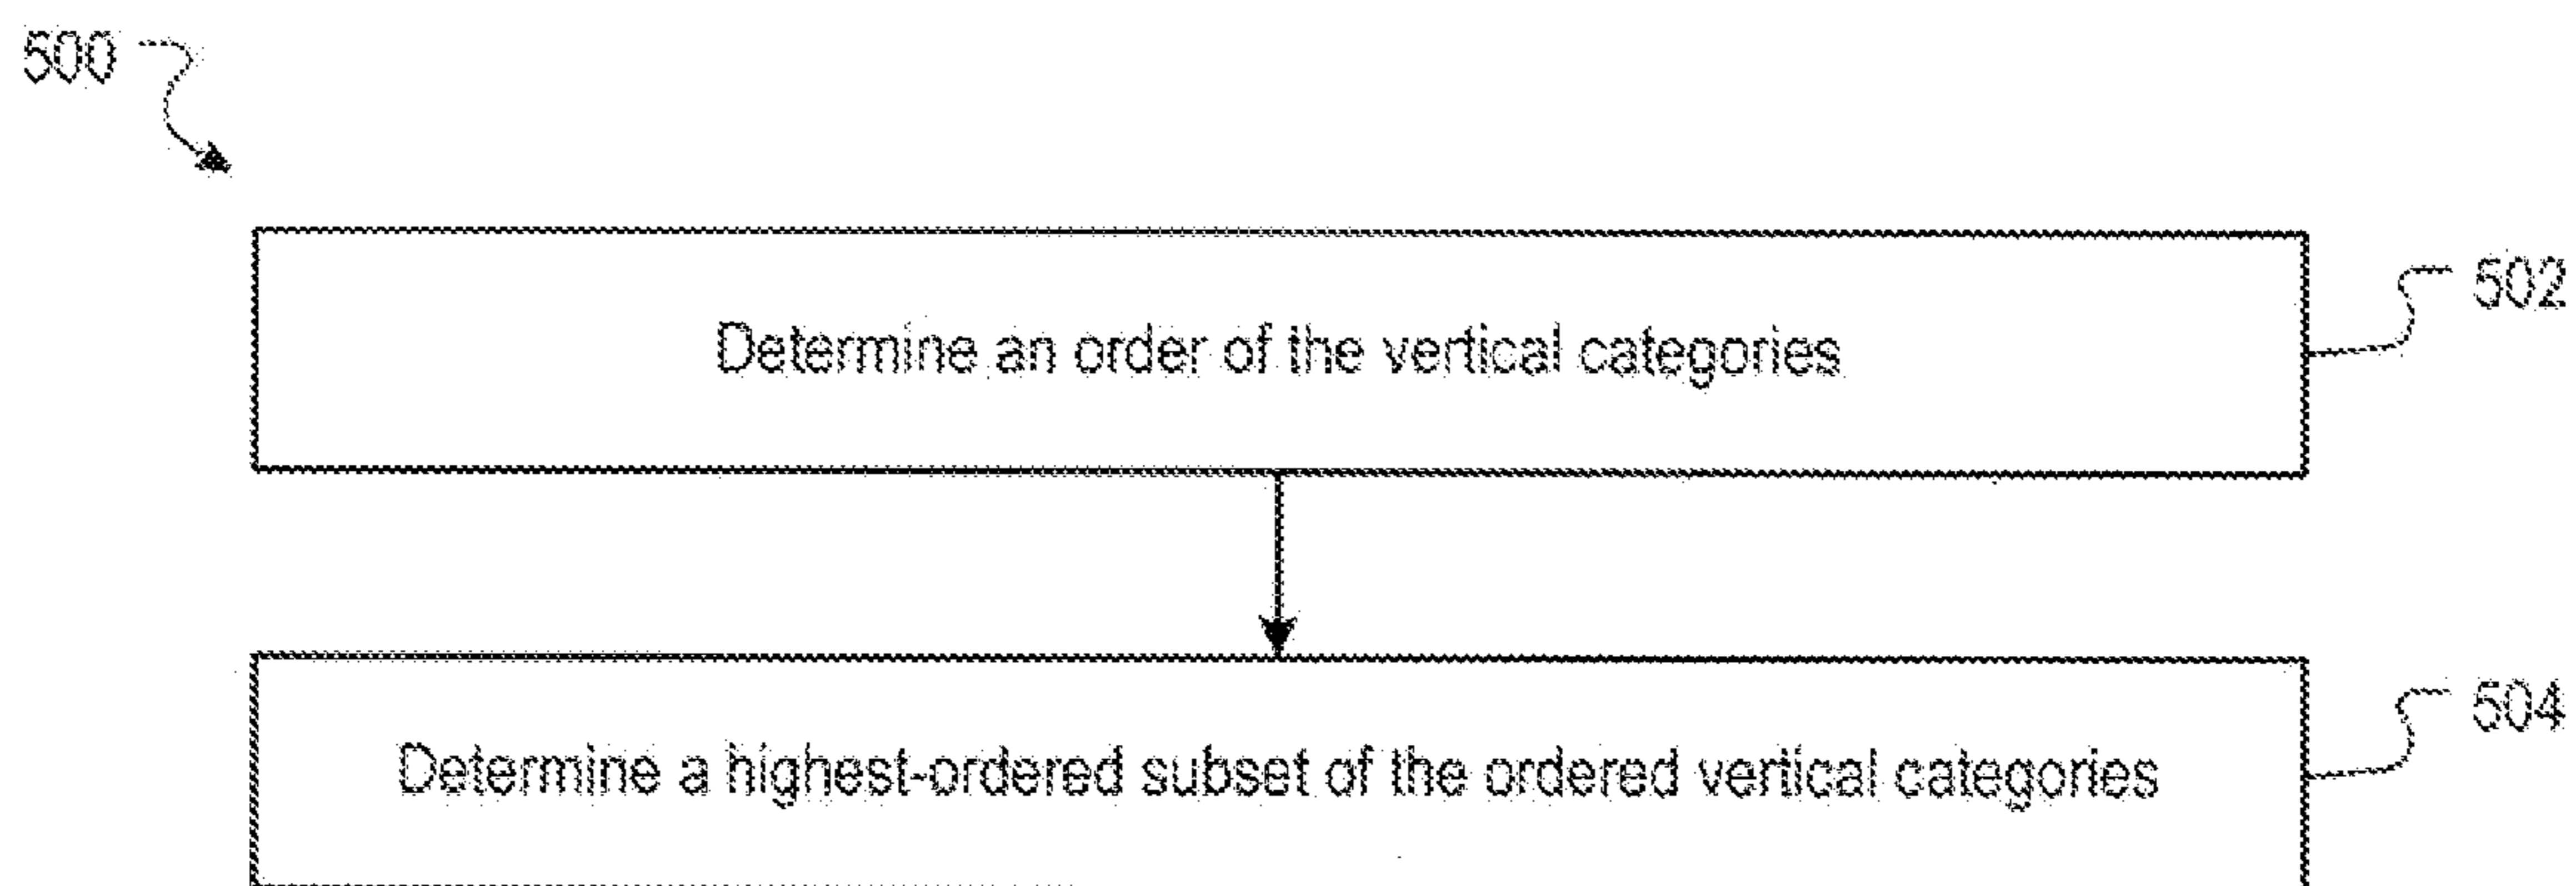 500
502
Determine an order of the vertical categories
504
Determine a highest-ordered subset of the ordered vertical categories